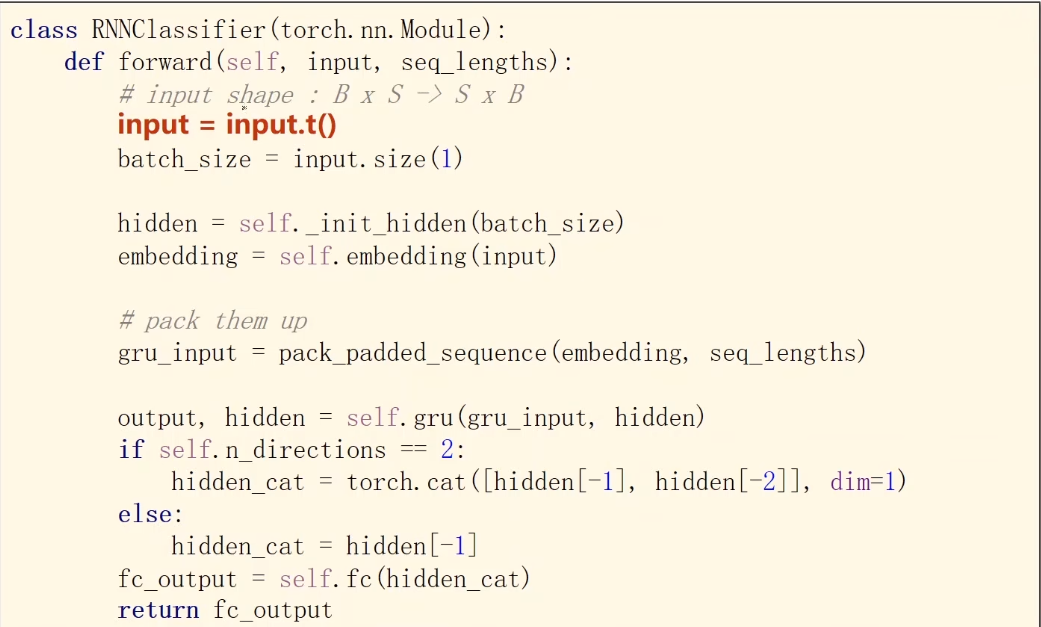 class RNNClassifier(torch.nn.Module):
    def forward(self, input, seq_lengths):
        # input shape : B x S -> S x B
        input = input.t()
        batch_size = input.size(1)

        hidden = self._init_hidden(batch_size)
        embedding = self.embedding(input)

        # pack them up
        gru_input = pack_padded_sequence(embedding, seq_lengths)

        output, hidden = self.gru(gru_input, hidden)
        if self.n_directions == 2:
            hidden_cat = torch.cat([hidden[-1], hidden[-2]], dim=1)
        else:
            hidden_cat = hidden[-1]
        fc_output = self.fc(hidden_cat)
        return fc_output